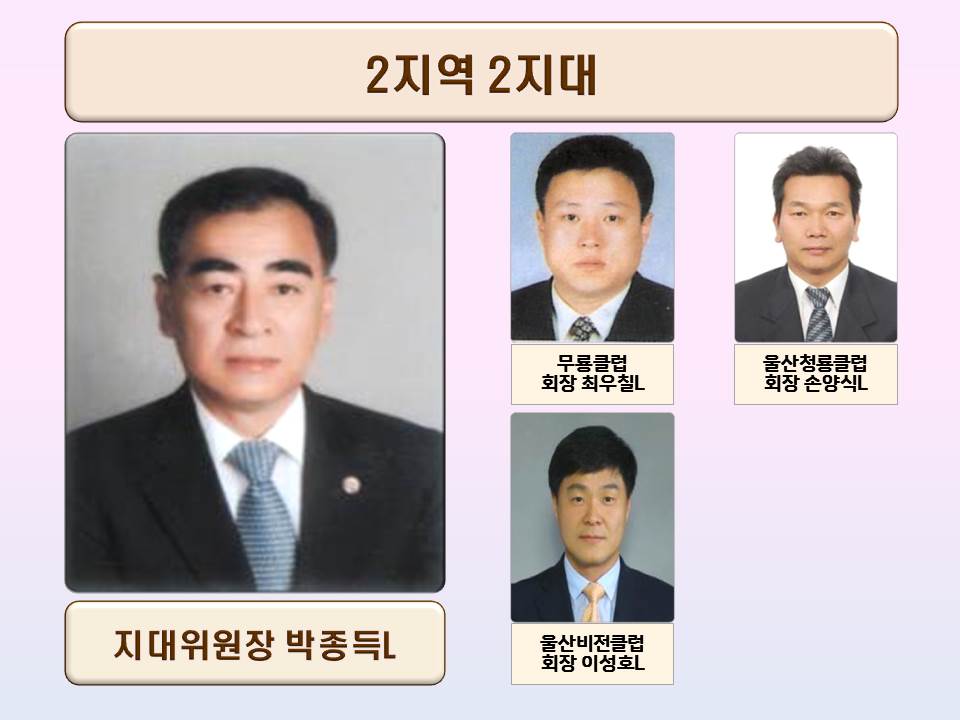 2지역 2지대
무룡클럽
회장 최우칠L
울산청룡클럽
회장 손양식L
울산비전클럽
회장 이성호L
지대위원장 박종득L